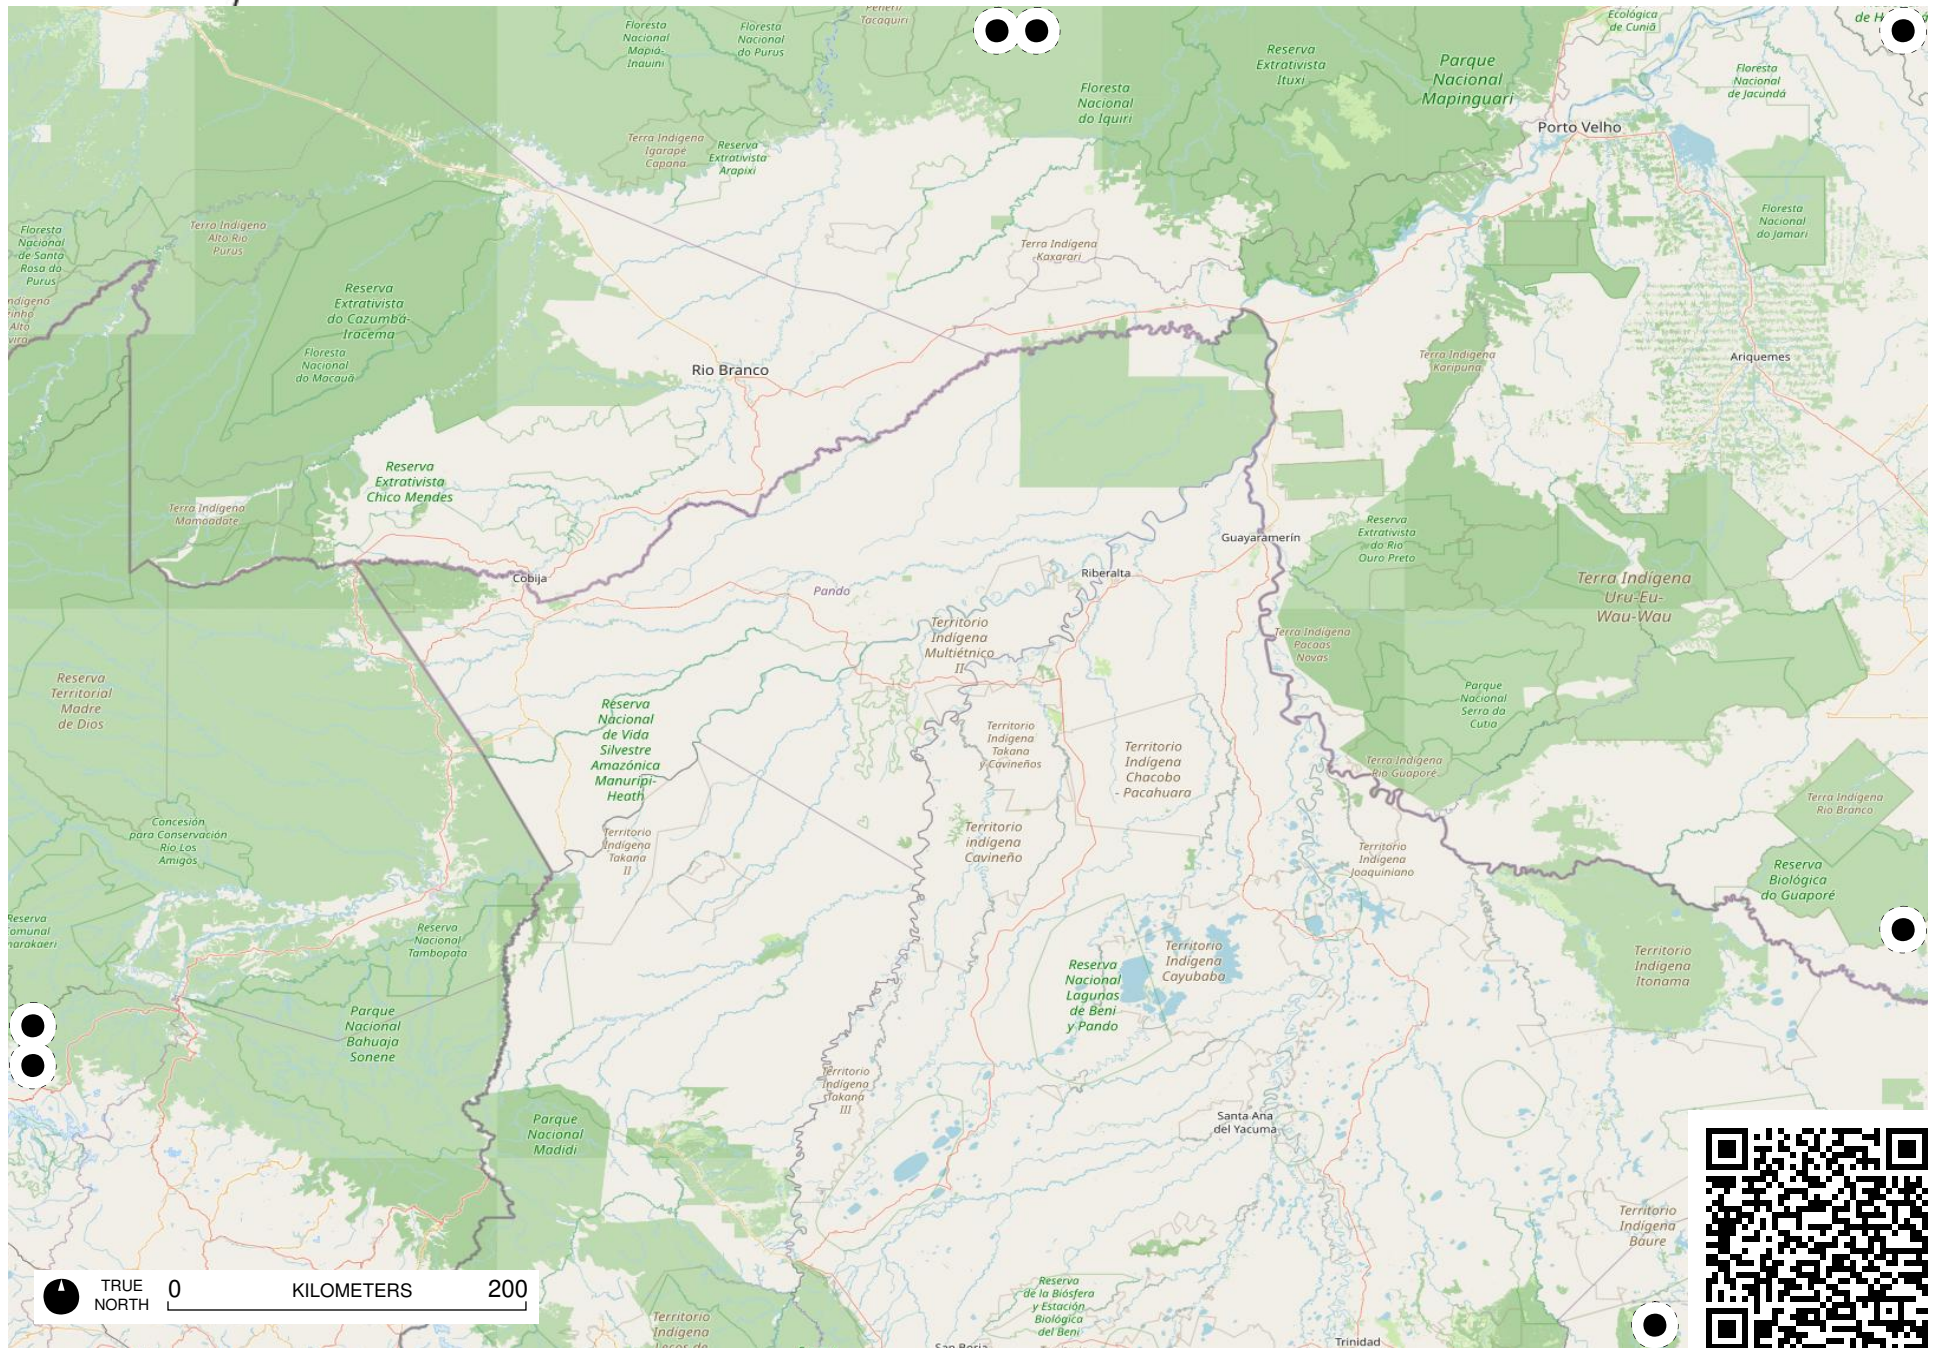 Floresta
Nacional
Mapiá-
Inauini
Floresta
Nacional
do Purus
Peneri/
Tacaquiri
Floresta
Nacional
do Iquiri
Reserva
Extrativista
Ituxi
Parque
Nacional
Mapinguari
Ecológica
de Cuniã
Floresta
Nacional
de Jacundá
Porto Velho
Terra Indígena
Igarapé
Capana
Reserva
Extrativista
Arapixi
Floresta
Nacional
de Santa
Rosa do
Purus
Terra Indígena
Alto Rio
Purus
Terra Indígena
Kaxarari
Floresta
Nacional
do Jamari
Reserva
Extrativista
do Cazumbá-
Iracema
Floresta
Nacional
do Macauã
Rio Branco
Terra Indígena
Karipuna
Ariquemes
Reserva
Extrativista
Chico Mendes
Terra Indígena
Mamoadate
Cobija
Pando
Riberalta
Guayaramerín
Reserva
Extrativista
do Rio
Ouro Preto
Terra Indígena
Uru-Eu-
Wau-Wau
Territorio
Indígena
Multiétnico
II
Terra Indígena
Pacaas
Novas
Reserva
Territorial
Madre
de Dios
Reserva
Nacional
de Vida
Silvestre
Amazónica
Manuripi-
Heath
Parque
Nacional
Serra da
Cutia
Territorio
Indígena
Takana
y Cavineños
Territorio
Indígena
Chacobo
- Pacahuara
Terra Indígena
Rio Guaporé
Terra Indígena
Rio Branco
Concesión
para Conservación
Río Los
Amigos
Territorio
Indígena
Takana
II
Territorio
indígena
Cavineño
Territorio
Indígena
Joaquiniano
Reserva
Biológica
do Guaporé
Reserva
Nacional
Tambopata
Reserva
Nacional
Lagunas
de Beni
y Pando
Territorio
Indígena
Cayubaba
Territorio
Indígena
Itonama
Parque
Nacional
Bahuaja
Sonene
Territorio
Indígena
Takana
III
Parque
Nacional
Madidi
Santa Ana
del Yacuma
Territorio
Indígena
Baure
TRUE
NORTH
0 KILOMETERS 200
Territorio
Indígena
Reserva
de la Biósfera
y Estación
Biológica
del Beni
San Borja
Trinidad